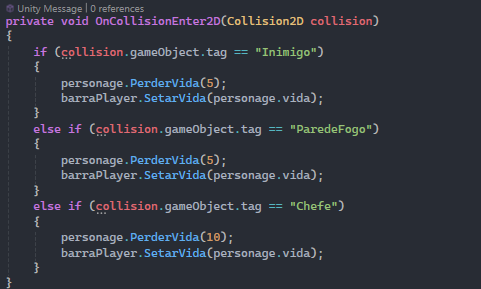 Unity Message | 0 references
private void OnCollisionEnter2D(Collision2D collision)
{
    if (collision.gameObject.tag == "Inimigo")
    {
        personage.PerderVida(5);
        barraPlayer.SetarVida(personage.vida);
    }
    else if (collision.gameObject.tag == "ParedeFogo")
    {
        personage.PerderVida(5);
        barraPlayer.SetarVida(personage.vida);
    }
    else if (collision.gameObject.tag == "Chefe")
    {
        personage.PerderVida(10);
        barraPlayer.SetarVida(personage.vida);
    }
}